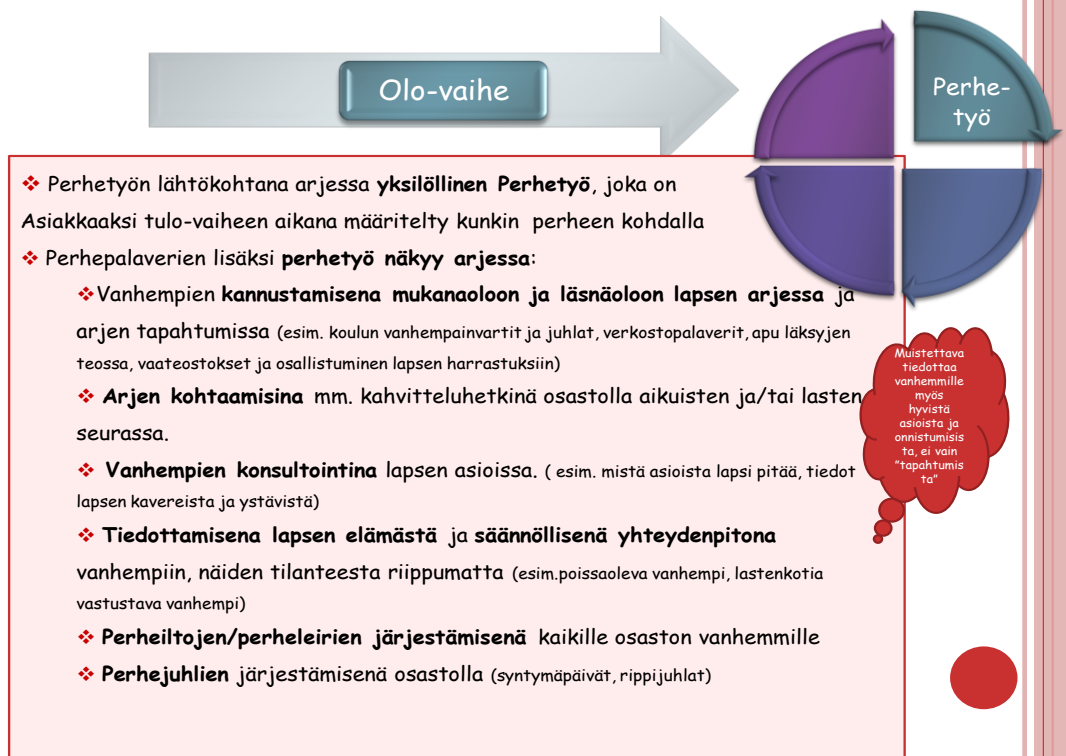 Olo-vaihe
Perhe-
työ
Perhetyön lähtökohtana arjessa yksilöllinen Perhetyö, joka on
Asiakkaaksi tulo-vaiheen aikana määritelty kunkin perheen kohdalla
Perhepalaverien lisäksi perhetyö näkyy arjessa:
Vanhempien kannustamisena mukanaoloon ja läsnäoloon lapsen arjessa ja
arjen tapahtumissa (esim. koulun vanhempainvartit ja juhlat, verkostopalaverit, apu läksyjen
teossa, vaateostokset ja osallistuminen lapsen harrastuksiin)
Arjen kohtaamisina mm. kahvitteluhetkinä osastolla aikuisten ja/tai lasten
seurassa.
Vanhempien konsultointina lapsen asioissa. ( esim. mistä asioista lapsi pitää, tiedot
lapsen kavereista ja ystävistä)
Tiedottamisena lapsen elämästä ja säännöllisenä yhteydenpitona
vanhempiin, näiden tilanteesta riippumatta (esim.poissaoleva vanhempi, lastenkotia
vastustava vanhempi)
Perheiltojen/perheleirien järjestämisenä kaikille osaston vanhemmille
Perhejuhlien järjestämisenä osastolla (syntymäpäivät, rippijuhlat)
Muistettava
tiedottaa
vanhemmille
myös
hyvistä
asioista ja
onnistumisis
ta, ei vain
"tapahtumis
ta"